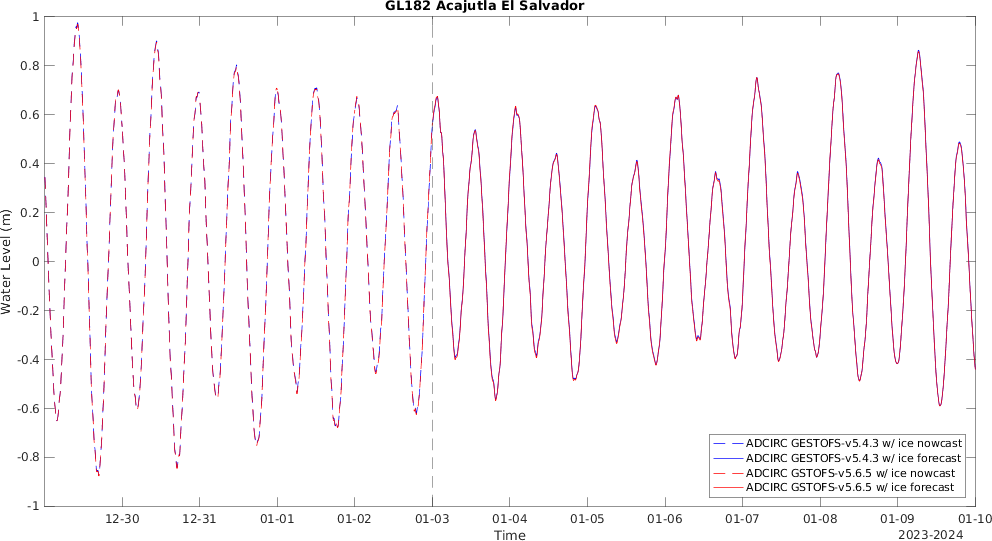 GL182 Acajutla El Salvador
1
0.8
0.6
0.4
0.2
0
-0.2
-0.4
-0.6
-0.8
-1
Water Level (m)
ADCIRC GESTOFS-v5.4.3 w/ ice nowcast
ADCIRC GESTOFS-v5.4.3 w/ ice forecast
ADCIRC GSTOFS-v5.6.5 w/ ice nowcast
ADCIRC GSTOFS-v5.6.5 w/ ice forecast
12-30 12-31 01-01 01-02 01-03 01-04 01-05 01-06 01-07 01-08 01-09 01-10
Time
2023-2024